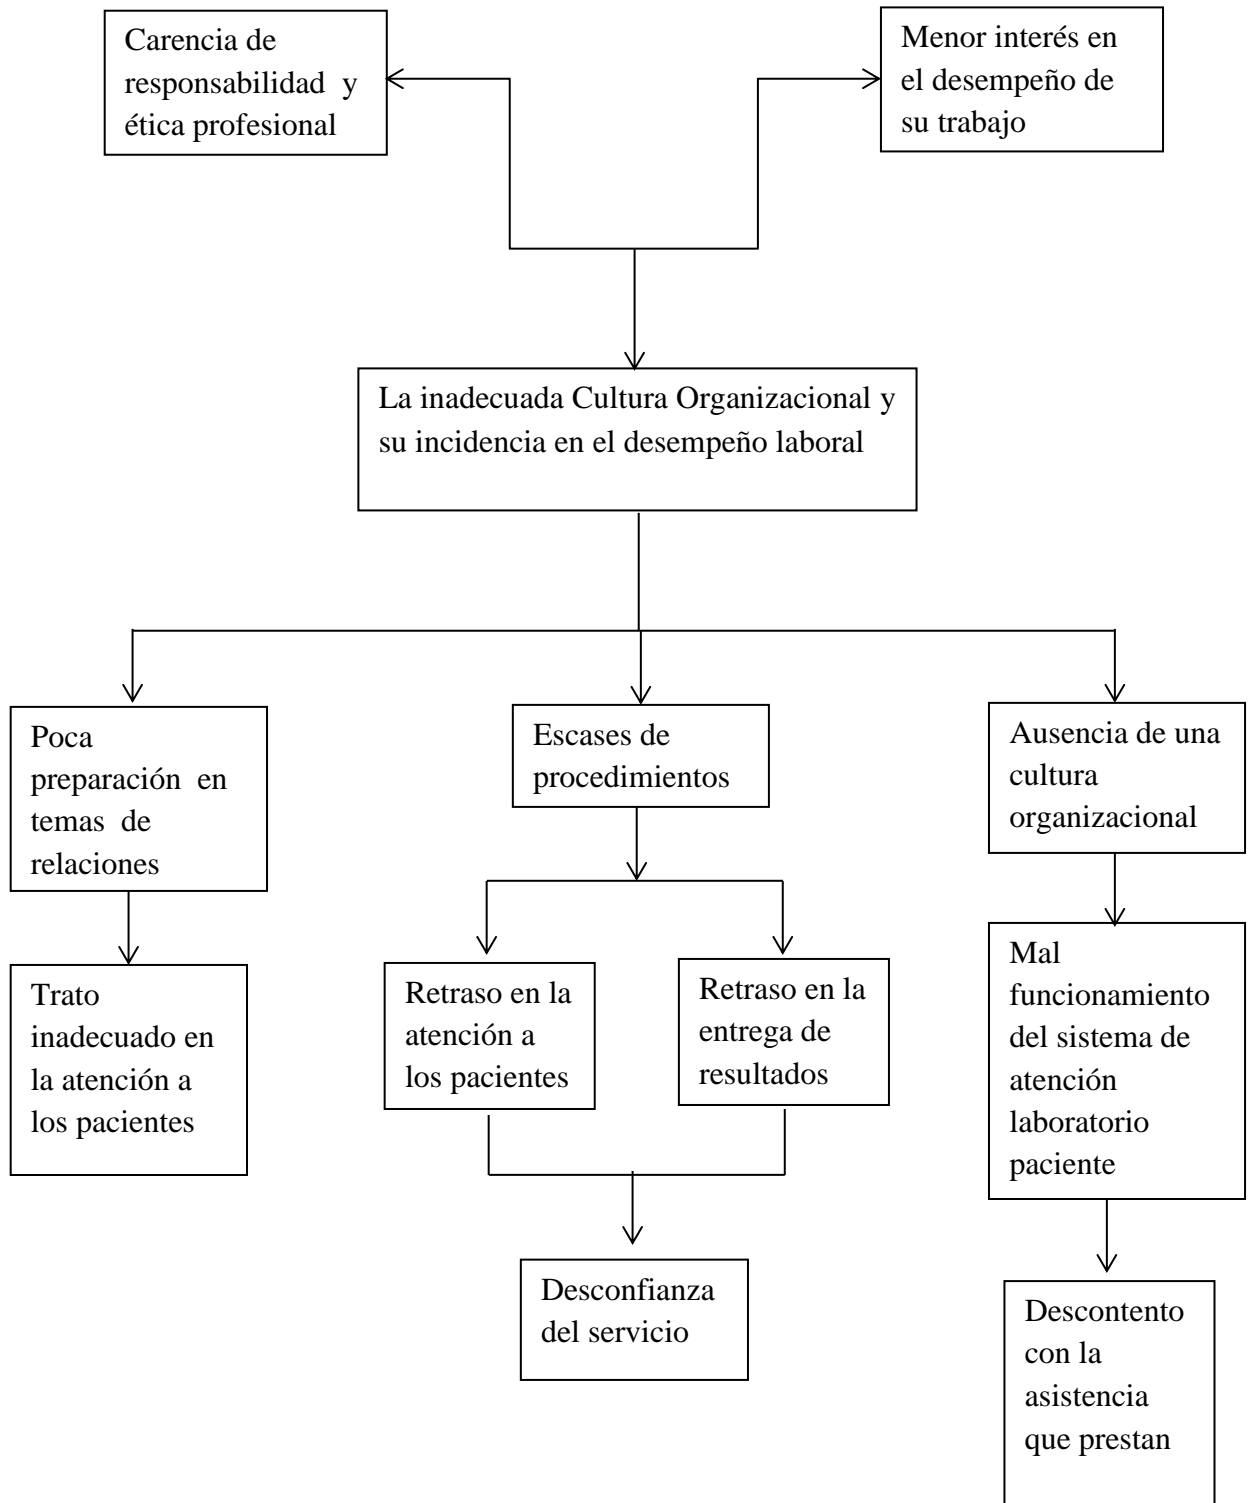 Carencia de
responsabilidad y
ética profesional
Menor interés en
el desempeño de
su trabajo
La inadecuada Cultura Organizacional y
su incidencia en el desempeño laboral
Poca
preparación en
temas de
relaciones
Escases de
procedimientos
Ausencia de una
cultura
organizacional
Trato
inadecuado en
la atención a
los pacientes
Retraso en la
atención a
los pacientes
Retraso en la
entrega de
resultados
Mal
funcionamiento
del sistema de
atención
laboratorio
paciente
Desconfianza
del servicio
Descontento
con la
asistencia
que prestan